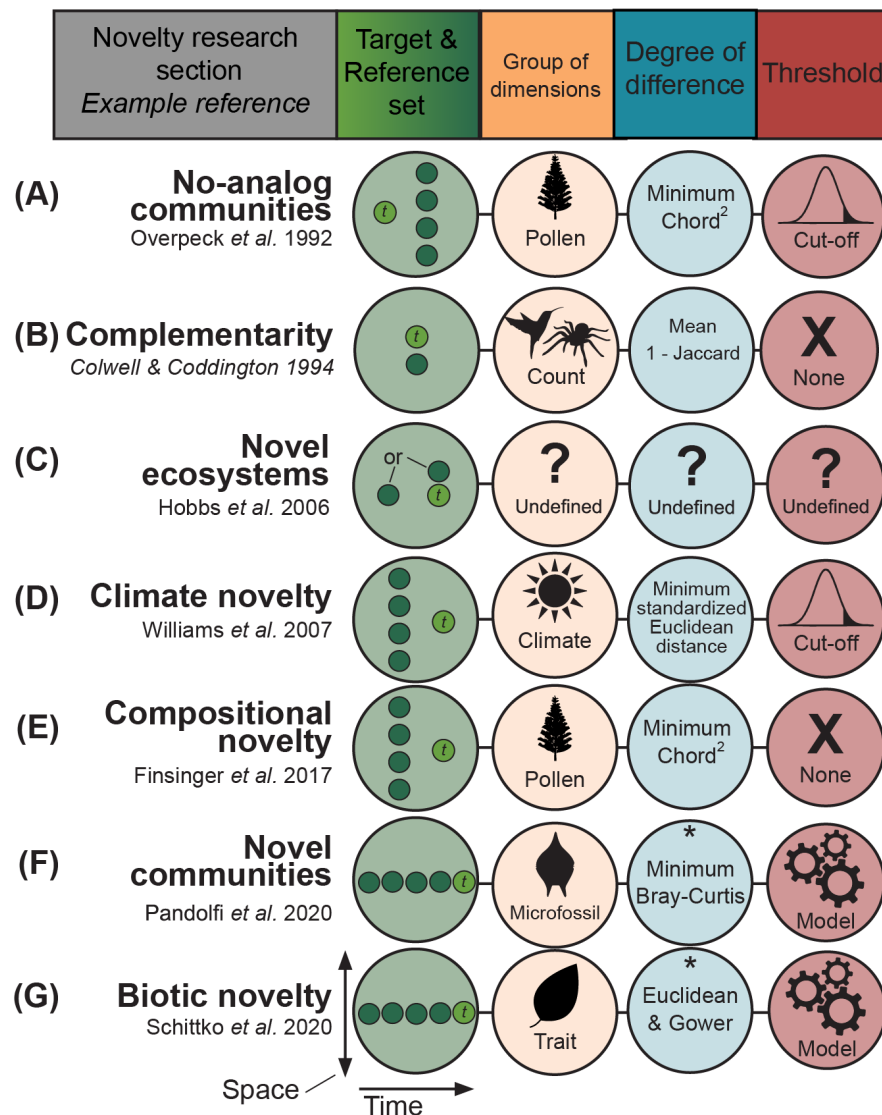 Novelty research
section
Example reference
Target &
Reference
set
Group of
dimensions
Degree of
difference
Threshold
(A)
No-analog
communities
Overpeck et al. 1992
t
Pollen
Minimum
Chord²
Cut-off
(B)
Complementarity
Colwell & Coddington 1994
t
Count
Mean
1 - Jaccard
X
None
(C)
Novel
ecosystems
Hobbs et al. 2006
or
t
?
Undefined
?
Undefined
?
Undefined
(D)
Climate novelty
Williams et al. 2007
t
Climate
Minimum
standardized
Euclidean
distance
Cut-off
(E)
Compositional
novelty
Finsinger et al. 2017
t
Pollen
Minimum
Chord²
X
None
(F)
Novel
communities
Pandolfi et al. 2020
t
Microfossil
*
Minimum
Bray-Curtis
Model
(G)
Biotic novelty
Schittko et al. 2020
t
Trait
*
Euclidean
& Gower
Model
Space
Time